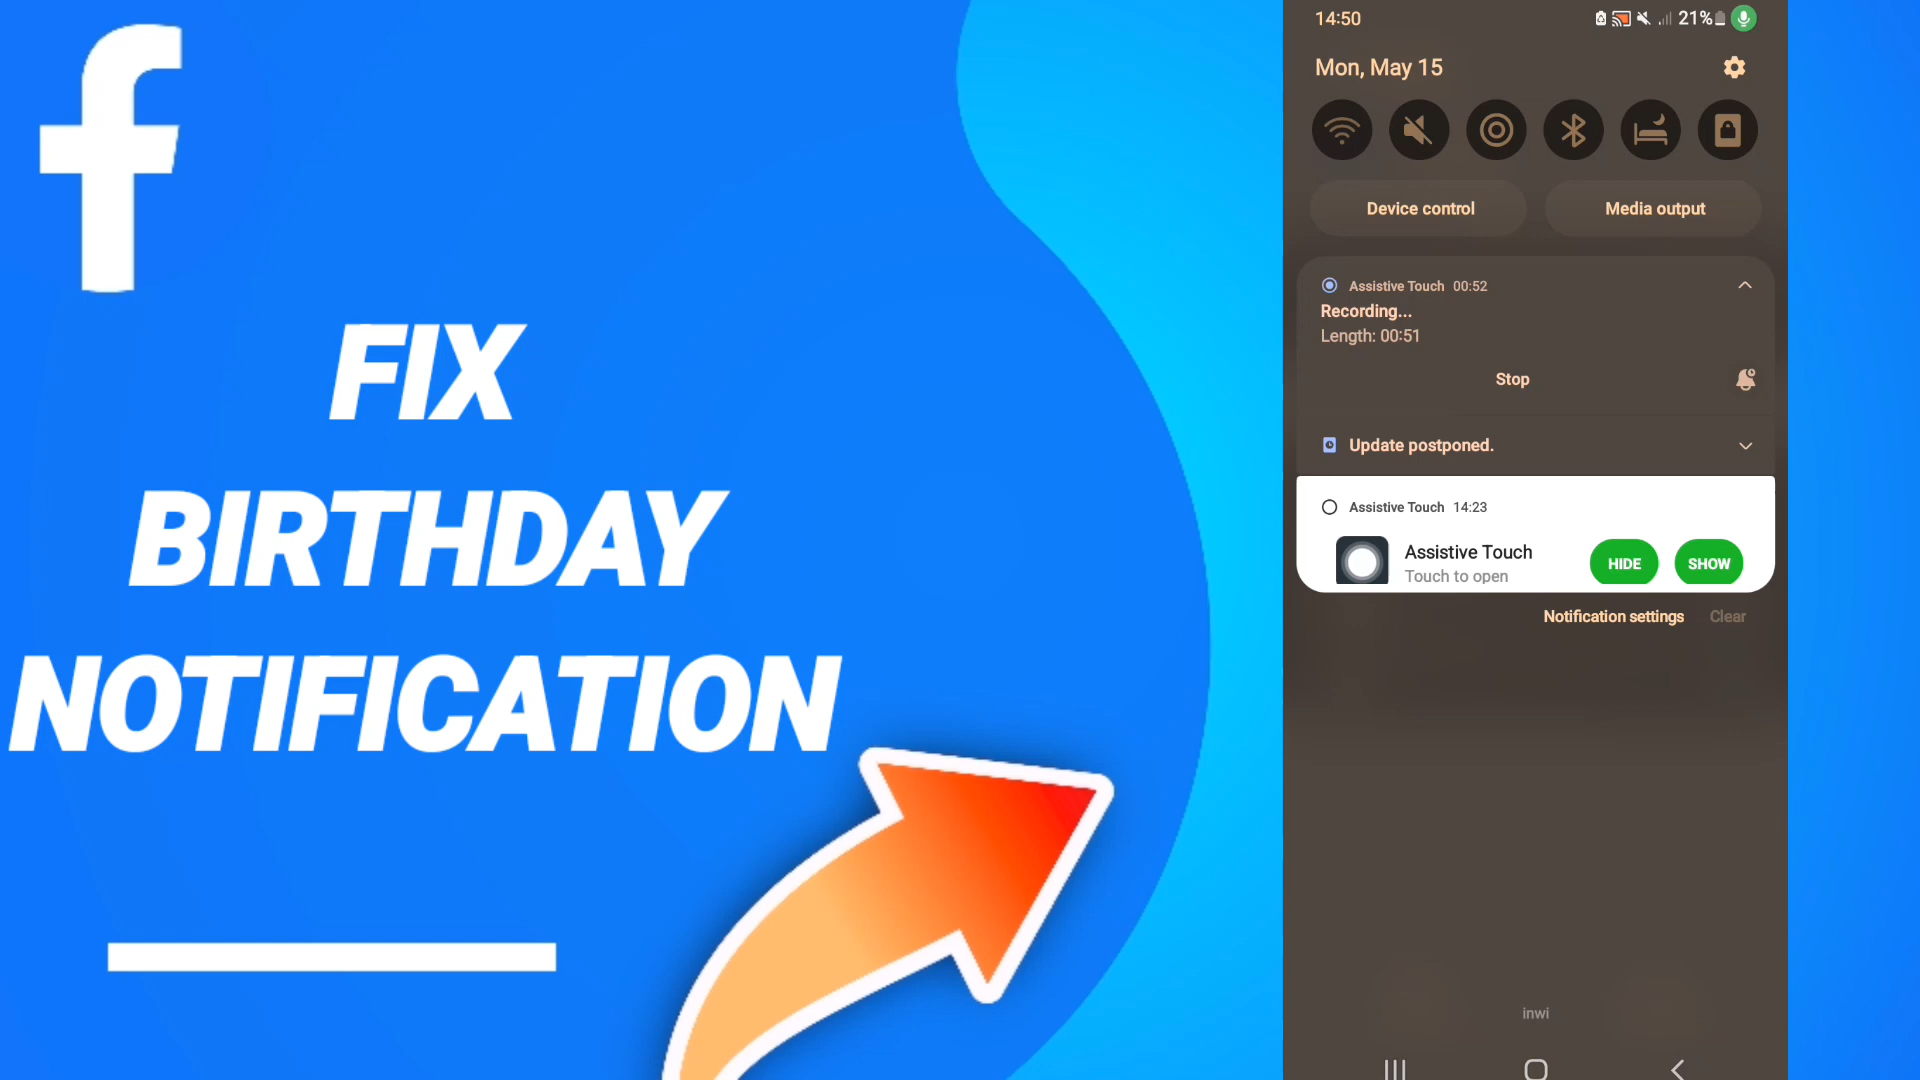 FIX
BIRTHDAY
NOTIFICATION
14:50
21%
Mon, May 15
Device control
Media output
Assistive Touch 00:52
Recording...
Length: 00:51
Stop
Update postponed.
Assistive Touch 14:23
Assistive Touch
Touch to open
HIDE
SHOW
Notification settings
Clear
inwi